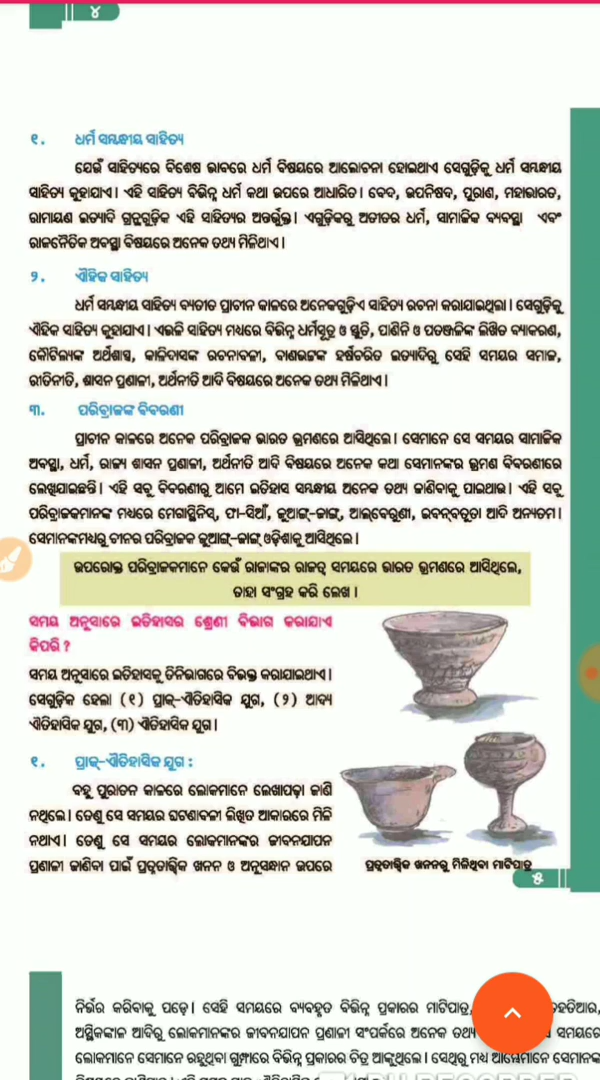 ୪
୧. ଧର୍ମ ସମ୍ବନ୍ଧୀୟ ସାହିତ୍ୟ
ଯେଉଁ ସାହିତ୍ୟରେ ବିଶେଷ ଭାବରେ ଧର୍ମ ବିଷୟରେ ଆଲୋଚନା ହୋଇଥାଏ ସେଗୁଡ଼ିକୁ ଧର୍ମ ସମ୍ବନ୍ଧୀୟ
ସାହିତ୍ୟ କୁହାଯାଏ। ଏହି ସାହିତ୍ୟ ବିଭିନ୍ନ ଧର୍ମ କଥା ଉପରେ ଆଧାରିତ। ବେଦ, ଉପନିଷଦ, ପୁରାଣ, ମହାଭାରତ,
ରାମାୟଣ ଇତ୍ୟାଦି ଗ୍ରନ୍ଥଗୁଡ଼ିକ ଏହି ସାହିତ୍ୟର ଅନ୍ତର୍ଭୁକ୍ତ। ଏଗୁଡ଼ିକରୁ ଅତୀତର ଧର୍ମ, ସାମାଜିକ ବ୍ୟବସ୍ଥା ଏବଂ
ରାଜନୈତିକ ଅବସ୍ଥା ବିଷୟରେ ଅନେକ ତଥ୍ୟ ମିଳିଥାଏ।
୨. ଐହିକ ସାହିତ୍ୟ
ଧର୍ମ ସମ୍ବନ୍ଧୀୟ ସାହିତ୍ୟ ବ୍ୟତୀତ ପ୍ରାଚୀନ କାଳରେ ଅନେକଗୁଡ଼ିଏ ସାହିତ୍ୟ ରଚନା କରାଯାଇଥିଲା। ସେଗୁଡ଼ିକୁ
ଐହିକ ସାହିତ୍ୟ କୁହାଯାଏ। ଏଭଳି ସାହିତ୍ୟ ମଧ୍ୟରେ ବିଭିନ୍ନ ଧର୍ମସୂତ୍ର ଓ ସ୍ମୃତି, ପାଣିନି ଓ ପତଞ୍ଜଳିଙ୍କ ଲିଖିତ ବ୍ୟାକରଣ,
କୌଟିଲ୍ୟଙ୍କ ଅର୍ଥଶାସ୍ତ୍ର, କାଳିଦାସଙ୍କ ରଚନାବଳୀ, ବାଣଭଟ୍ଟଙ୍କ ହର୍ଷଚରିତ ଇତ୍ୟାଦିରୁ ସେହି ସମୟର ସମାଜ,
ରୀତିନୀତି, ଶାସନ ପ୍ରଣାଳୀ, ଅର୍ଥନୀତି ଆଦି ବିଷୟରେ ଅନେକ ତଥ୍ୟ ମିଳିଥାଏ।
୩. ପରିବ୍ରାଜକଙ୍କ ବିବରଣୀ
ପ୍ରାଚୀନ କାଳରେ ଅନେକ ପରିବ୍ରାଜକ ଭାରତ ଭ୍ରମଣରେ ଆସିଥିଲେ। ସେମାନେ ସେ ସମୟର ସାମାଜିକ
ଅବସ୍ଥା, ଧର୍ମ, ରାଜ୍ୟ ଶାସନ ପ୍ରଣାଳୀ, ଅର୍ଥନୀତି ଆଦି ବିଷୟରେ ଅନେକ କଥା ସେମାନଙ୍କର ଭ୍ରମଣ ବିବରଣୀରେ
ଲେଖିଯାଇଛନ୍ତି। ଏହି ସବୁ ବିବରଣୀରୁ ଆମେ ଇତିହାସ ସମ୍ବନ୍ଧୀୟ ଅନେକ ତଥ୍ୟ ଜାଣିବାକୁ ପାଇଥାଉ। ଏହି ସବୁ
ପରିବ୍ରାଜକମାନଙ୍କ ମଧ୍ୟରେ ମେଗାସ୍ଥିନିସ୍, ଫା-ସିଆଁ, ହୁଆଙ୍ଗ-ଜାଙ୍ଗ, ଆଲ୍‌ବେରୁଣୀ, ଇବନ୍‌ବତୁତା ଆଦି ଅନ୍ୟତମ।
ସେମାନଙ୍କମଧ୍ୟରୁ ଚୀନର ପରିବ୍ରାଜକ ହୁଆଙ୍ଗ-ଜାଙ୍ଗ୍ ଓଡ଼ିଶାକୁ ଆସିଥିଲେ।
ଉପରୋକ୍ତ ପରିବ୍ରାଜକମାନେ କେଉଁ ରାଜାଙ୍କର ରାଜତ୍ୱ ସମୟରେ ଭାରତ ଭ୍ରମଣରେ ଆସିଥିଲେ,
ତାହା ସଂଗ୍ରହ କରି ଲେଖ।
ସମୟ ଅନୁସାରେ ଇତିହାସର ଶ୍ରେଣୀ ବିଭାଗ କରାଯାଏ
କିପରି ?
ସମୟ ଅନୁସାରେ ଇତିହାସକୁ ତିନିଭାଗରେ ବିଭକ୍ତ କରାଯାଇଥାଏ।
ସେଗୁଡ଼ିକ ହେଲା (୧) ପ୍ରାକ୍-ଐତିହାସିକ ଯୁଗ, (୨) ଆଦ୍ୟ
ଐତିହାସିକ ଯୁଗ, (୩) ଐତିହାସିକ ଯୁଗ।
୧. ପ୍ରାକ୍-ଐତିହାସିକ ଯୁଗ :
ବହୁ ପୁରାତନ କାଳରେ ଲୋକମାନେ ଲେଖାପଢ଼ା ଜାଣି
ନଥିଲେ। ତେଣୁ ସେ ସମୟର ଘଟଣାବଳୀ ଲିଖିତ ଆକାରରେ ମିଳି
ନଥାଏ। ତେଣୁ ସେ ସମୟର ଲୋକମାନଙ୍କର ଜୀବନଯାପନ
ପ୍ରଣାଳୀ ଜାଣିବା ପାଇଁ ପ୍ରତ୍ନତାତ୍ତ୍ୱିକ ଖନନ ଓ ଅନୁସନ୍ଧାନ ଉପରେ
ପ୍ରତ୍ନତାତ୍ତ୍ୱିକ ଖନନରୁ ମିଳିଥିବା ମାଟିପାତ୍ର
୫
ନିର୍ଭର କରିବାକୁ ପଡ଼େ। ସେହି ସମୟରେ ବ୍ୟବହୃତ ବିଭିନ୍ନ ପ୍ରକାରର ମାଟିପାତ୍ର,
ଅସ୍ଥିକଙ୍କାଳ ଆଦିରୁ ଲୋକମାନଙ୍କର ଜୀବନଯାପନ ପ୍ରଣାଳୀ ସଂପର୍କରେ ଅନେକ ତଥ୍ୟ ସମୟରେ
ଲୋକମାନେ ସେମାନେ ରହୁଥିବା ଗୁମ୍ଫାରେ ବିଭିନ୍ନ ପ୍ରକାରର ଚିତ୍ର ଆଙ୍କୁଥିଲେ। ସେଥିରୁ ମଧ୍ୟ ଆମେମାନେ ସେମାନଙ୍କ